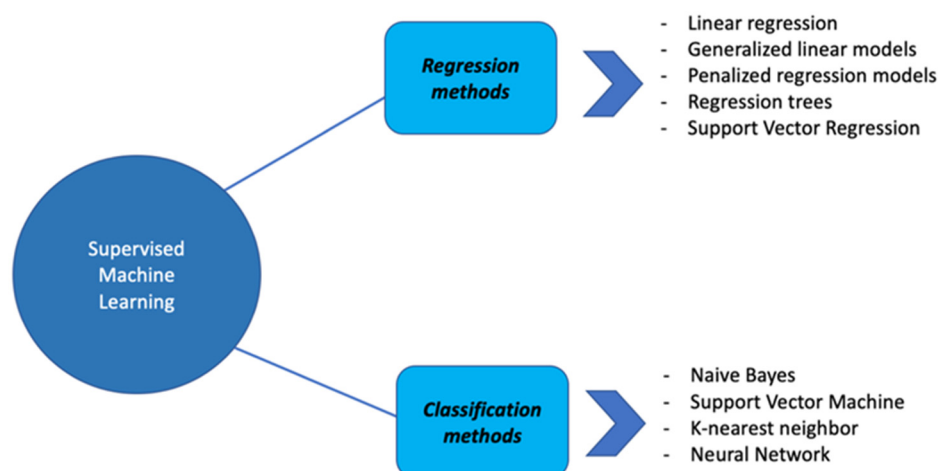 Supervised
Machine
Learning
Regression
methods
- Linear regression
- Generalized linear models
- Penalized regression models
- Regression trees
- Support Vector Regression
Classification
methods
- Naive Bayes
- Support Vector Machine
- K-nearest neighbor
- Neural Network